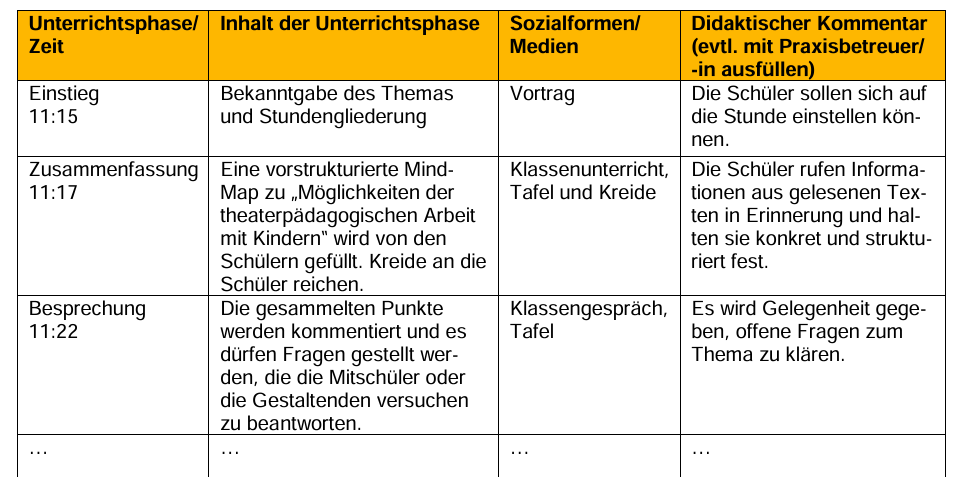 Unterrichtsphase/
Zeit
Inhalt der Unterrichtsphase
Sozialformen/
Medien
Didaktischer Kommentar
(evtl. mit Praxisbetreuer/
-in ausfüllen)
Einstieg
11:15
Bekanntgabe des Themas
und Stundengliederung
Vortrag
Die Schüler sollen sich auf
die Stunde einstellen kön-
nen.
Zusammenfassung
11:17
Eine vorstrukturierte Mind-
Map zu „Möglichkeiten der
theaterpädagogischen Arbeit
mit Kindern“ wird von den
Schülern gefüllt. Kreide an die
Schüler reichen.
Klassenunterricht,
Tafel und Kreide
Die Schüler rufen Informa-
tionen aus gelesenen Tex-
ten in Erinnerung und hal-
ten sie konkret und struktu-
riert fest.
Besprechung
11:22
Die gesammelten Punkte
werden kommentiert und es
dürfen Fragen gestellt wer-
den, die die Mitschüler oder
die Gestaltenden versuchen
zu beantworten.
Klassengespräch,
Tafel
Es wird Gelegenheit gege-
ben, offene Fragen zum
Thema zu klären.
…
…
…
…